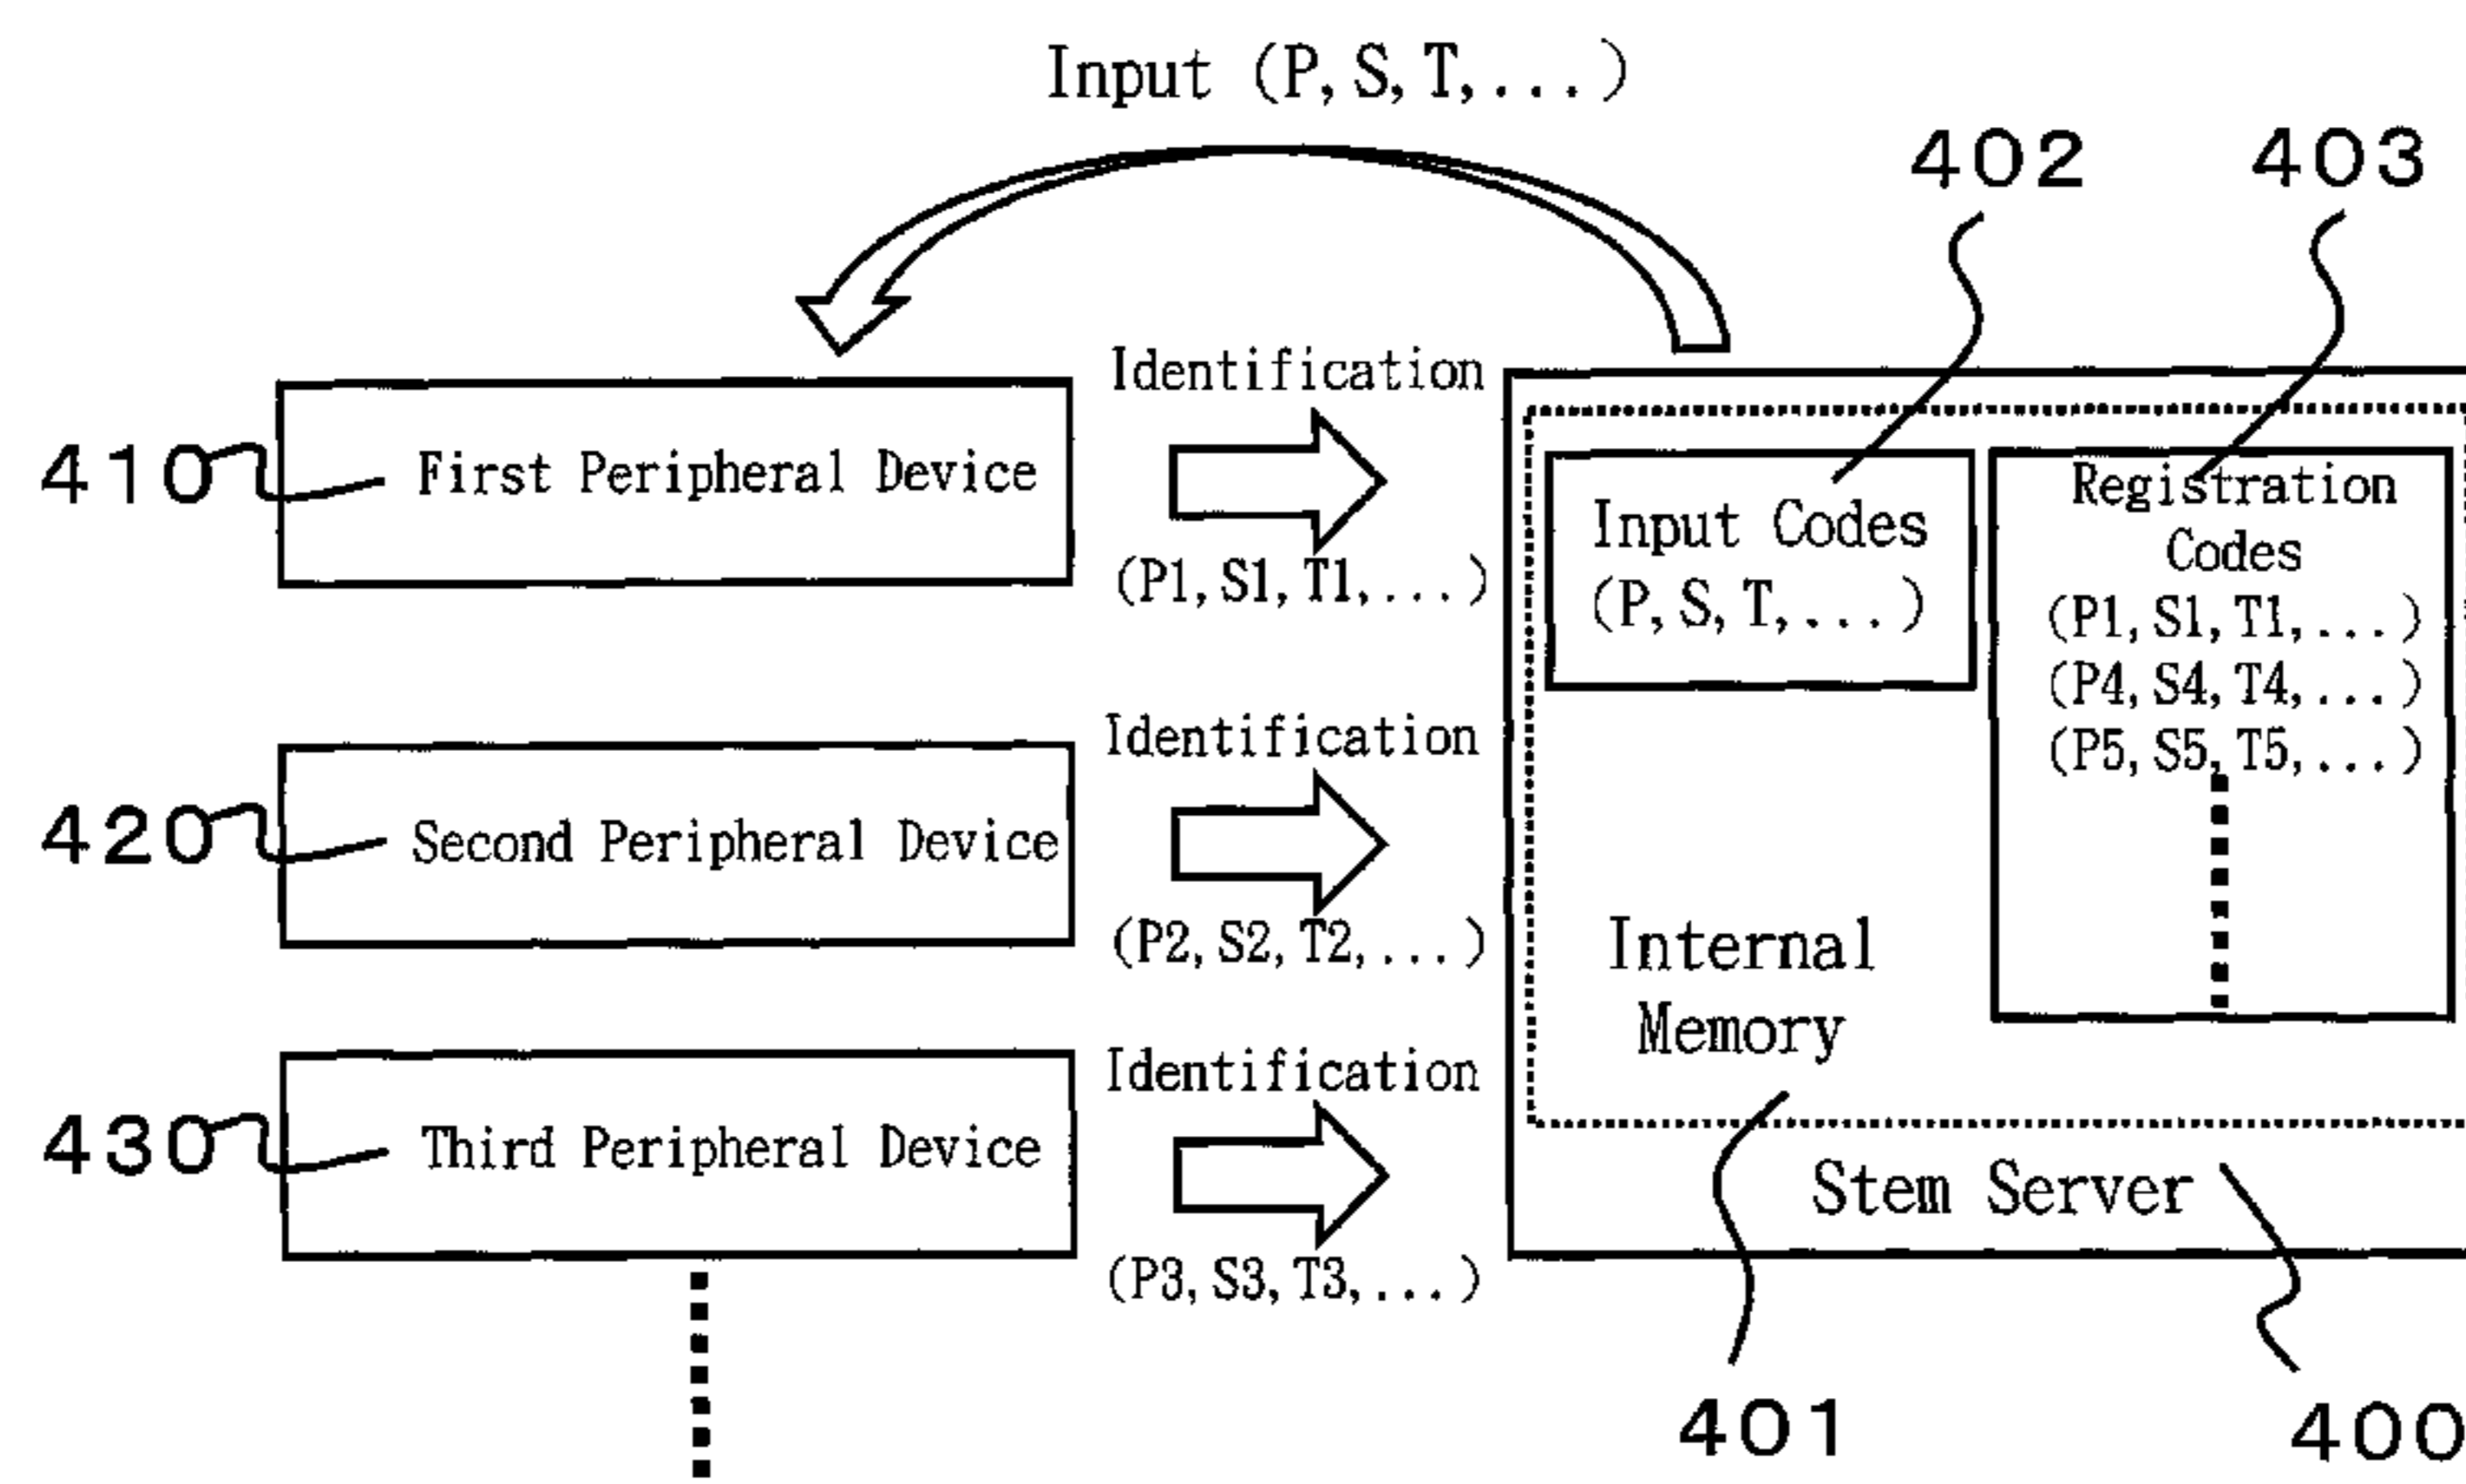 Input (P, S, T, ... )
402
403
Identification
410
First Peripheral Device
(P1, S1, T1, ... )
Input Codes
(P, S, T, ... )
Registration
Codes
(P1, S1, T1, ... )
(P4, S4, T4, ... )
(P5, S5, T5, ... )
Identification
420
Second Peripheral Device
(P2, S2, T2, ... )
Internal
Memory
Identification
430
Third Peripheral Device
(P3, S3, T3, ... )
Stem Server
401
400